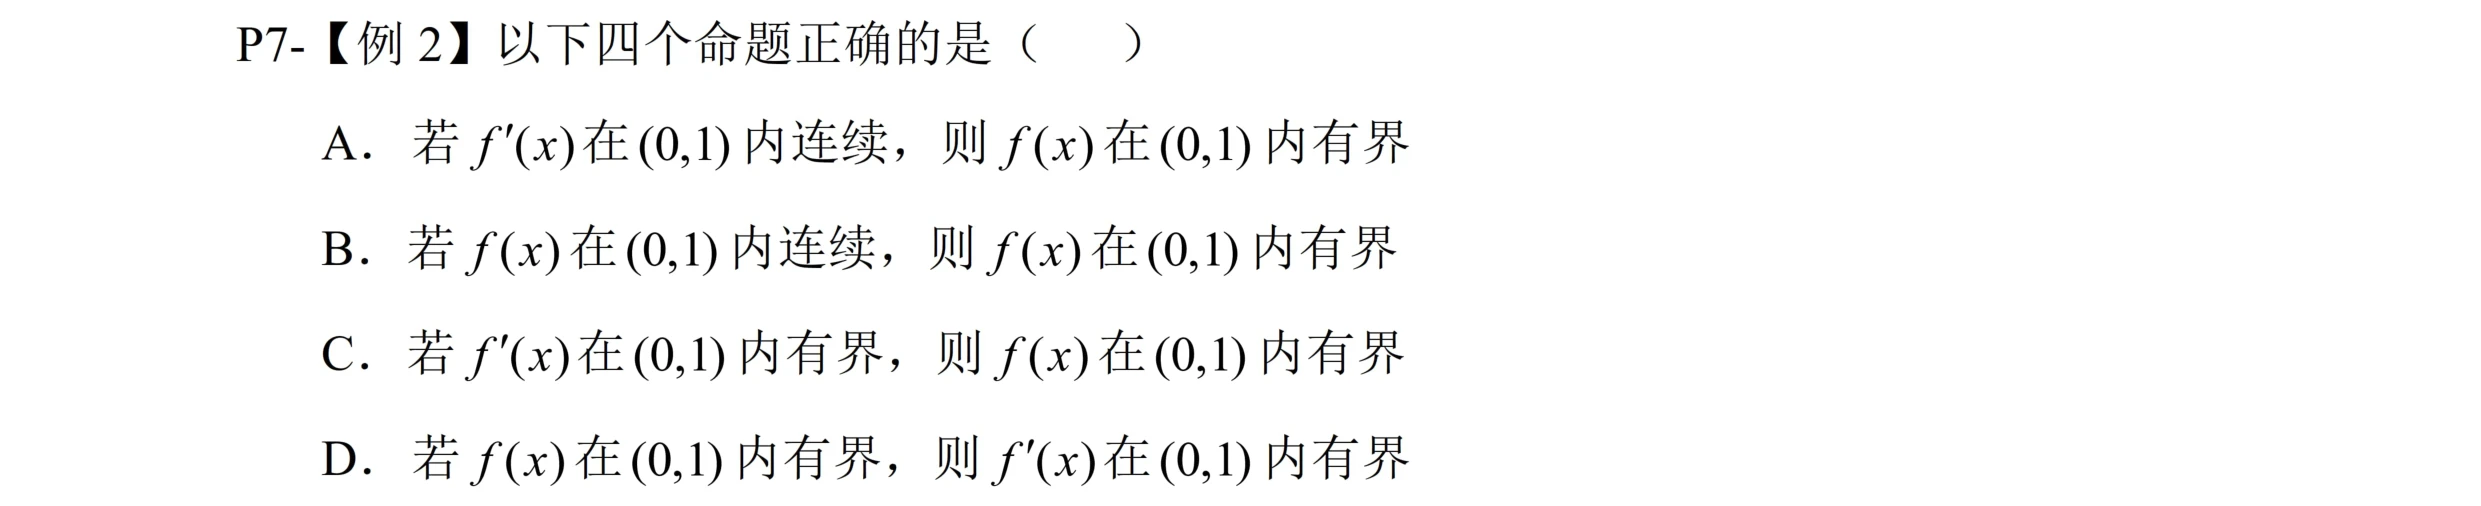 P7-【例 2】以下四个命题正确的是（　　）
A．若 f′(x)在(0,1)内连续，则 f(x)在(0,1)内有界
B．若 f(x)在(0,1)内连续，则 f(x)在(0,1)内有界
C．若 f′(x)在(0,1)内有界，则 f(x)在(0,1)内有界
D．若 f(x)在(0,1)内有界，则 f′(x)在(0,1)内有界